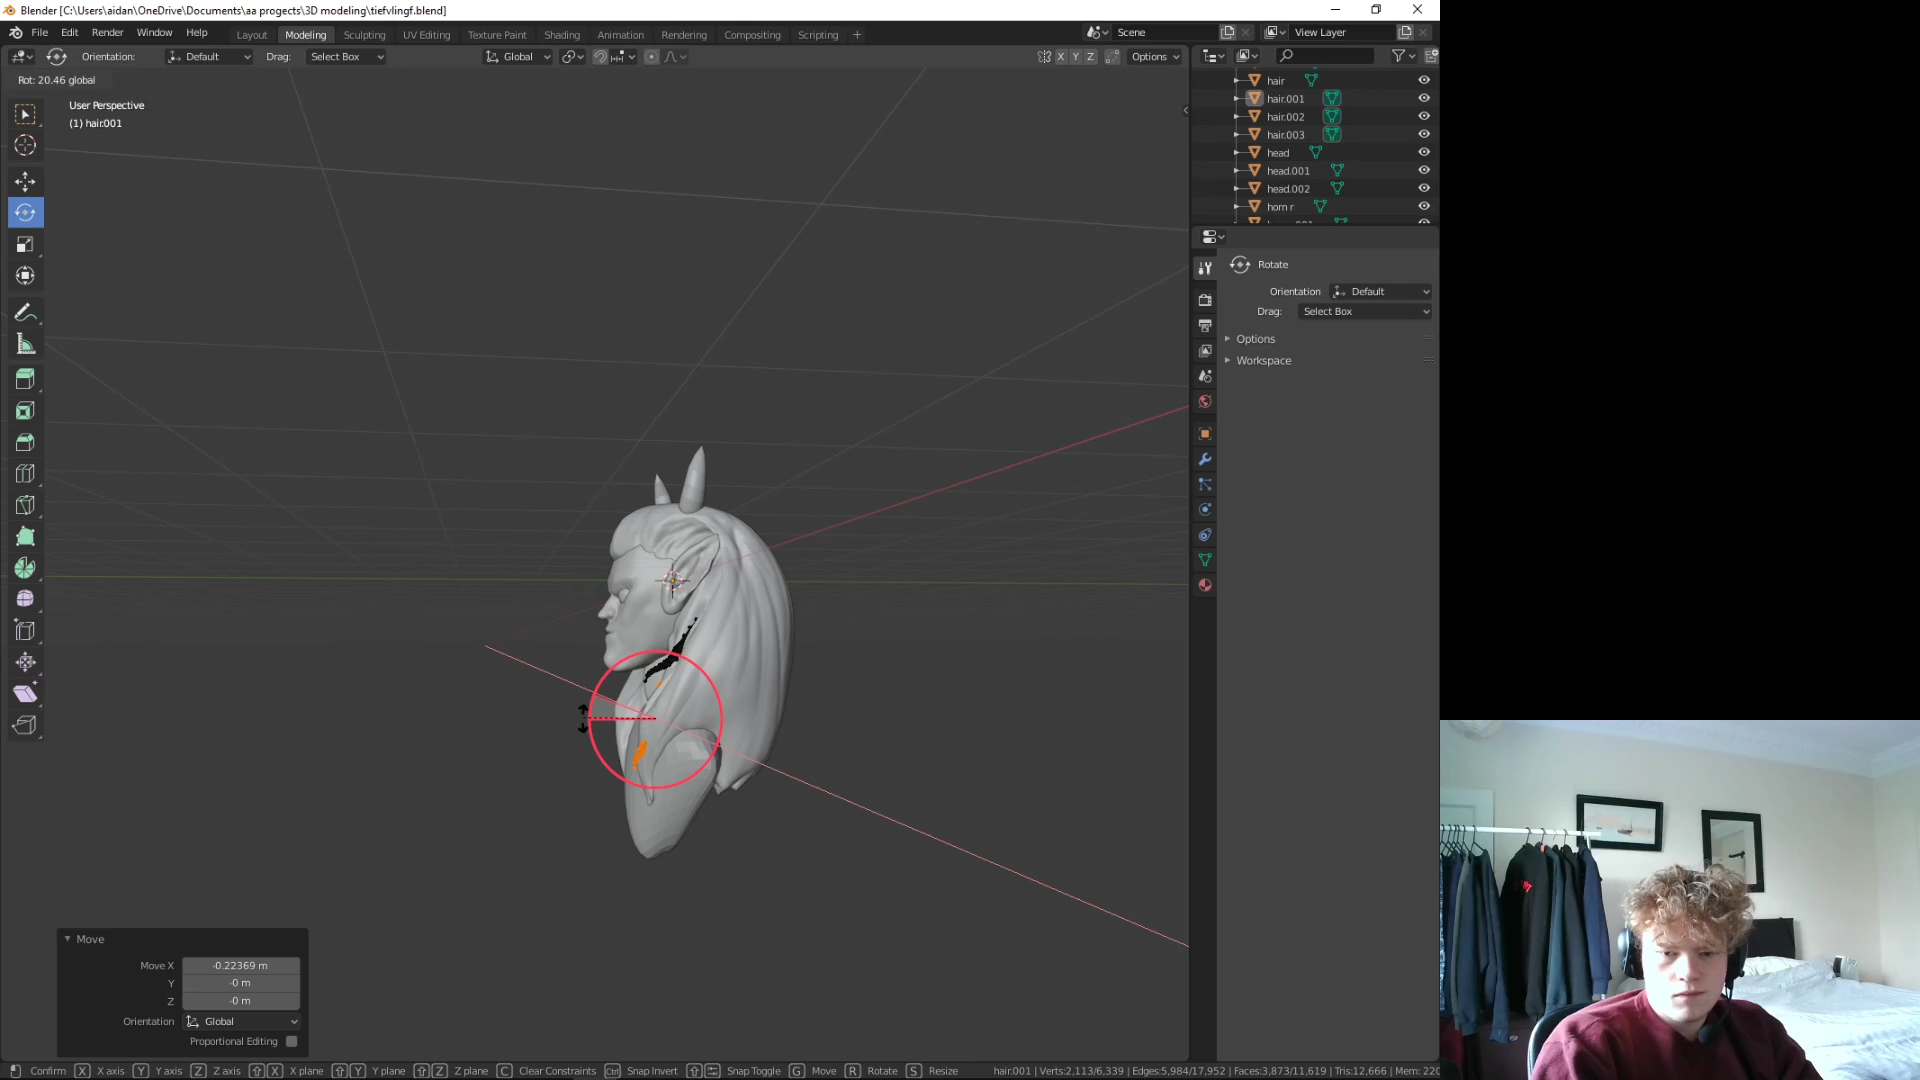 Blender [C:\Users\aidan\OneDrive\Documents\aa progects\3D modeling\tiefvlingf.blend]
File Edit Render Window Help
Layout Modeling Sculpting UV Editing Texture Paint Shading Animation Rendering Compositing Scripting +
Scene
View Layer
Orientation: Default Drag: Select Box
Global
X Y Z Options
Rot: 20.46 global
User Perspective
(1) hair.001
hair
hair.001
hair.002
hair.003
head
head.001
head.002
horn r
Rotate
Orientation Default
Drag: Select Box
Options
Workspace
Move
Move X -0.22369 m
Y -0 m
Z -0 m
Orientation Global
Proportional Editing
Confirm X X axis Y Y axis Z Z axis X X plane Y Y plane Z Z plane C Clear Constraints Ctrl Snap Invert Snap Toggle G Move R Rotate S Resize
hair.001 | Verts:2,113/6,339 | Edges:5,984/17,952 | Faces:3,873/11,619 | Tris:12,666 | Mem: 220